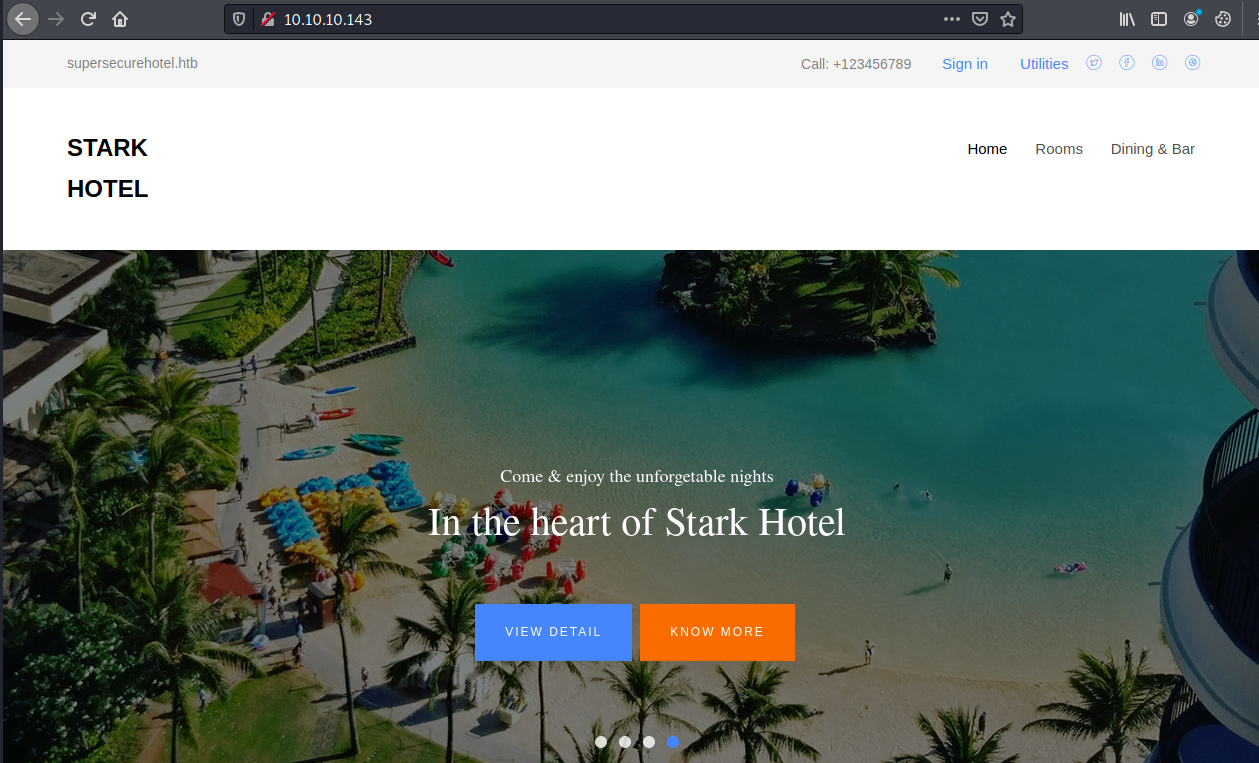 10.10.10.143
supersecurehotel.htb
Call: +123456789 Sign in Utilities
STARK
HOTEL
Home Rooms Dining & Bar
Come & enjoy the unforgetable nights
In the heart of Stark Hotel
VIEW DETAIL KNOW MORE